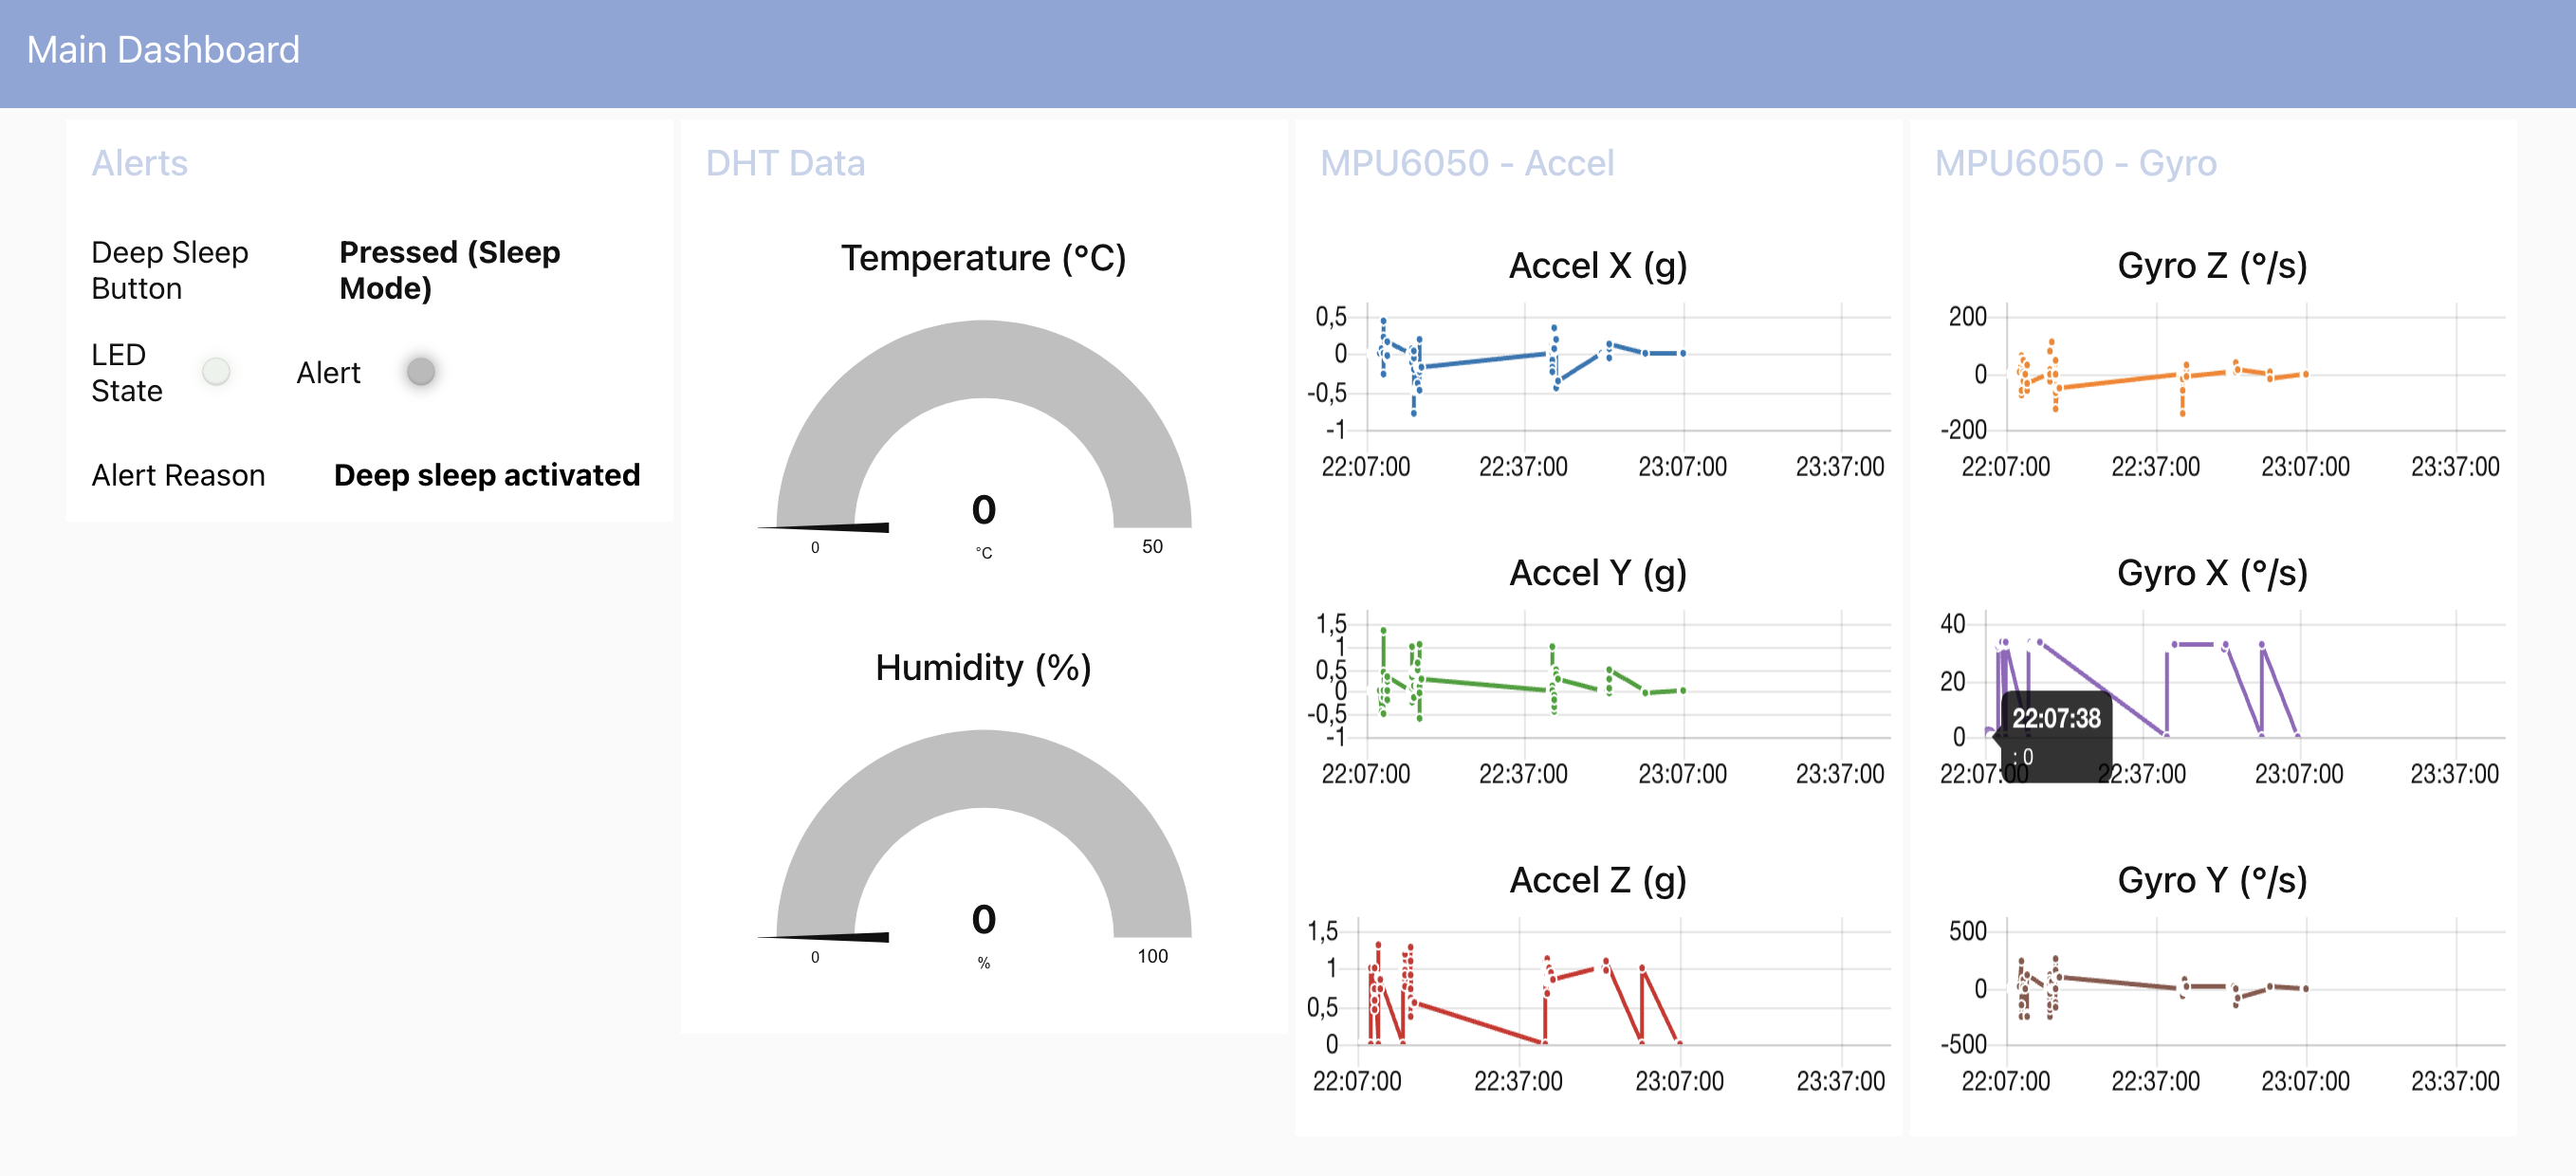 Main Dashboard
Alerts
Deep Sleep
Button
Pressed (Sleep
Mode)
LED
State
Alert
Alert Reason
Deep sleep activated
DHT Data
Temperature (°C)
0
°C
0
50
Humidity (%)
0
%
0
100
MPU6050 - Accel
Accel X (g)
0,5
0
-0,5
-1
22:07:00 22:37:00 23:07:00 23:37:00
Accel Y (g)
1,5
1
0,5
0
-0,5
-1
22:07:00 22:37:00 23:07:00 23:37:00
Accel Z (g)
1,5
1
0,5
0
22:07:00 22:37:00 23:07:00 23:37:00
MPU6050 - Gyro
Gyro Z (°/s)
200
0
-200
22:07:00 22:37:00 23:07:00 23:37:00
Gyro X (°/s)
40
20
0
22:07:38
: 0
22:07:00 22:37:00 23:07:00 23:37:00
Gyro Y (°/s)
500
0
-500
22:07:00 22:37:00 23:07:00 23:37:00